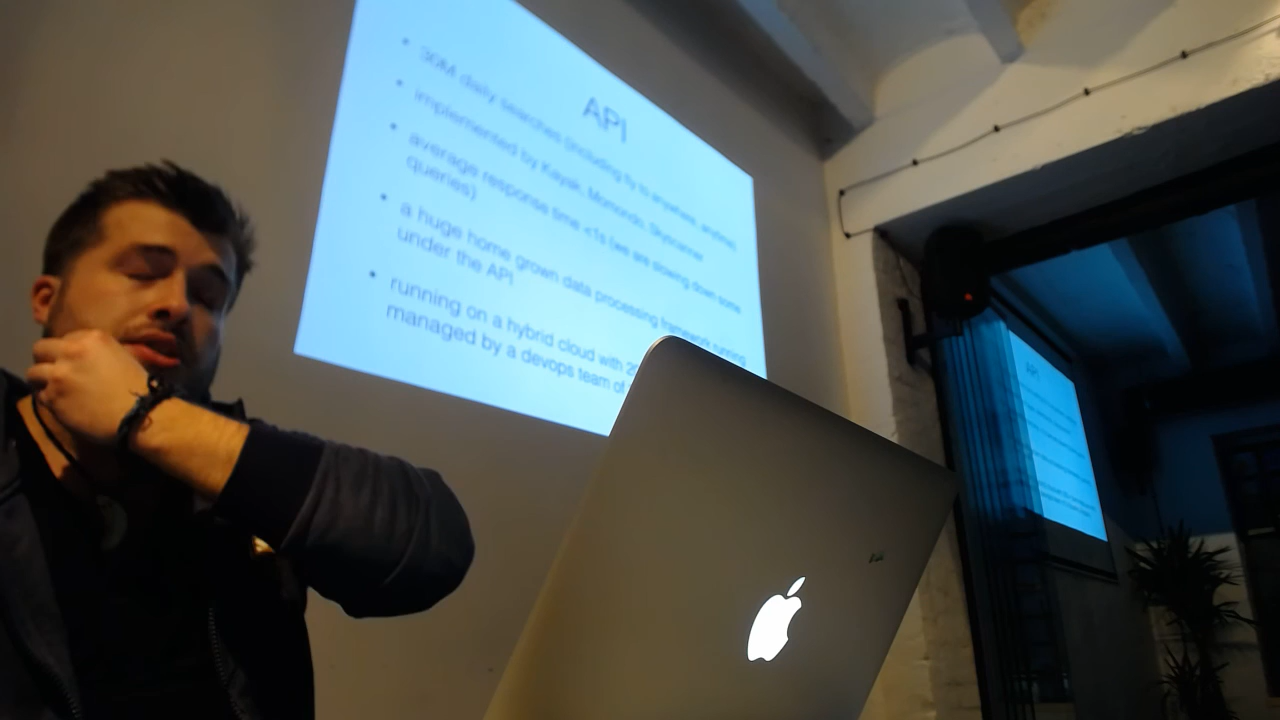 API
• 30M daily searches (including fly to anywhere, anytime)
• implemented by Kayak, Momondo, Skyscanner
• average response time <1s (we are slowing down some
queries)
• a huge home grown data processing framework running
under the API
• running on a hybrid cloud with
managed by a devops team of
API